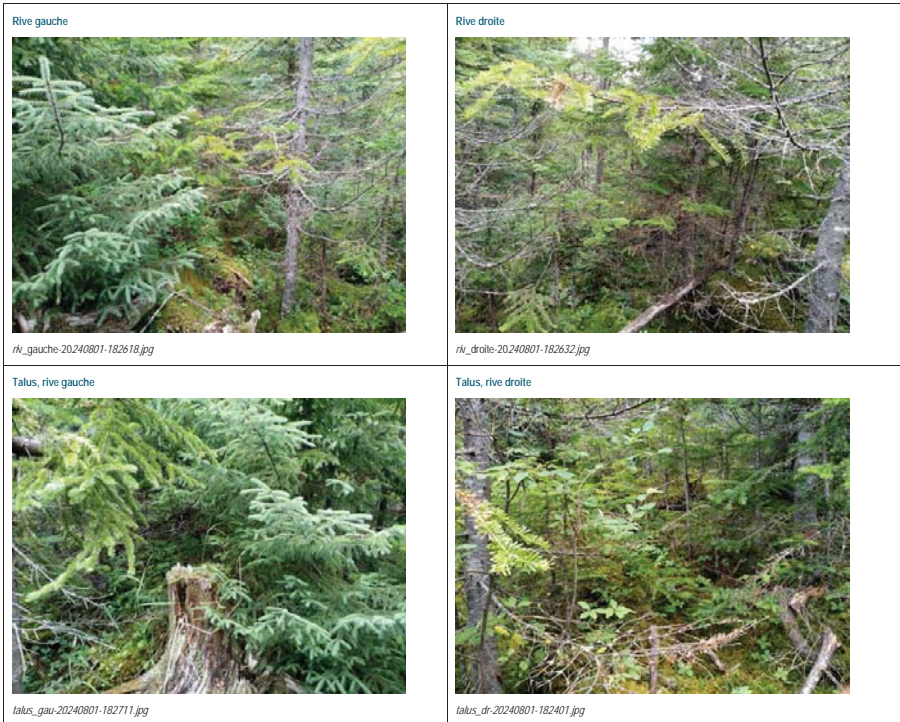 Rive gauche
Rive droite
riv_gauche-20240801-182618.jpg
riv_droite-20240801-182632.jpg
Talus, rive gauche
Talus, rive droite
talus_gau-20240801-182711.jpg
talus_dr-20240801-182401.jpg